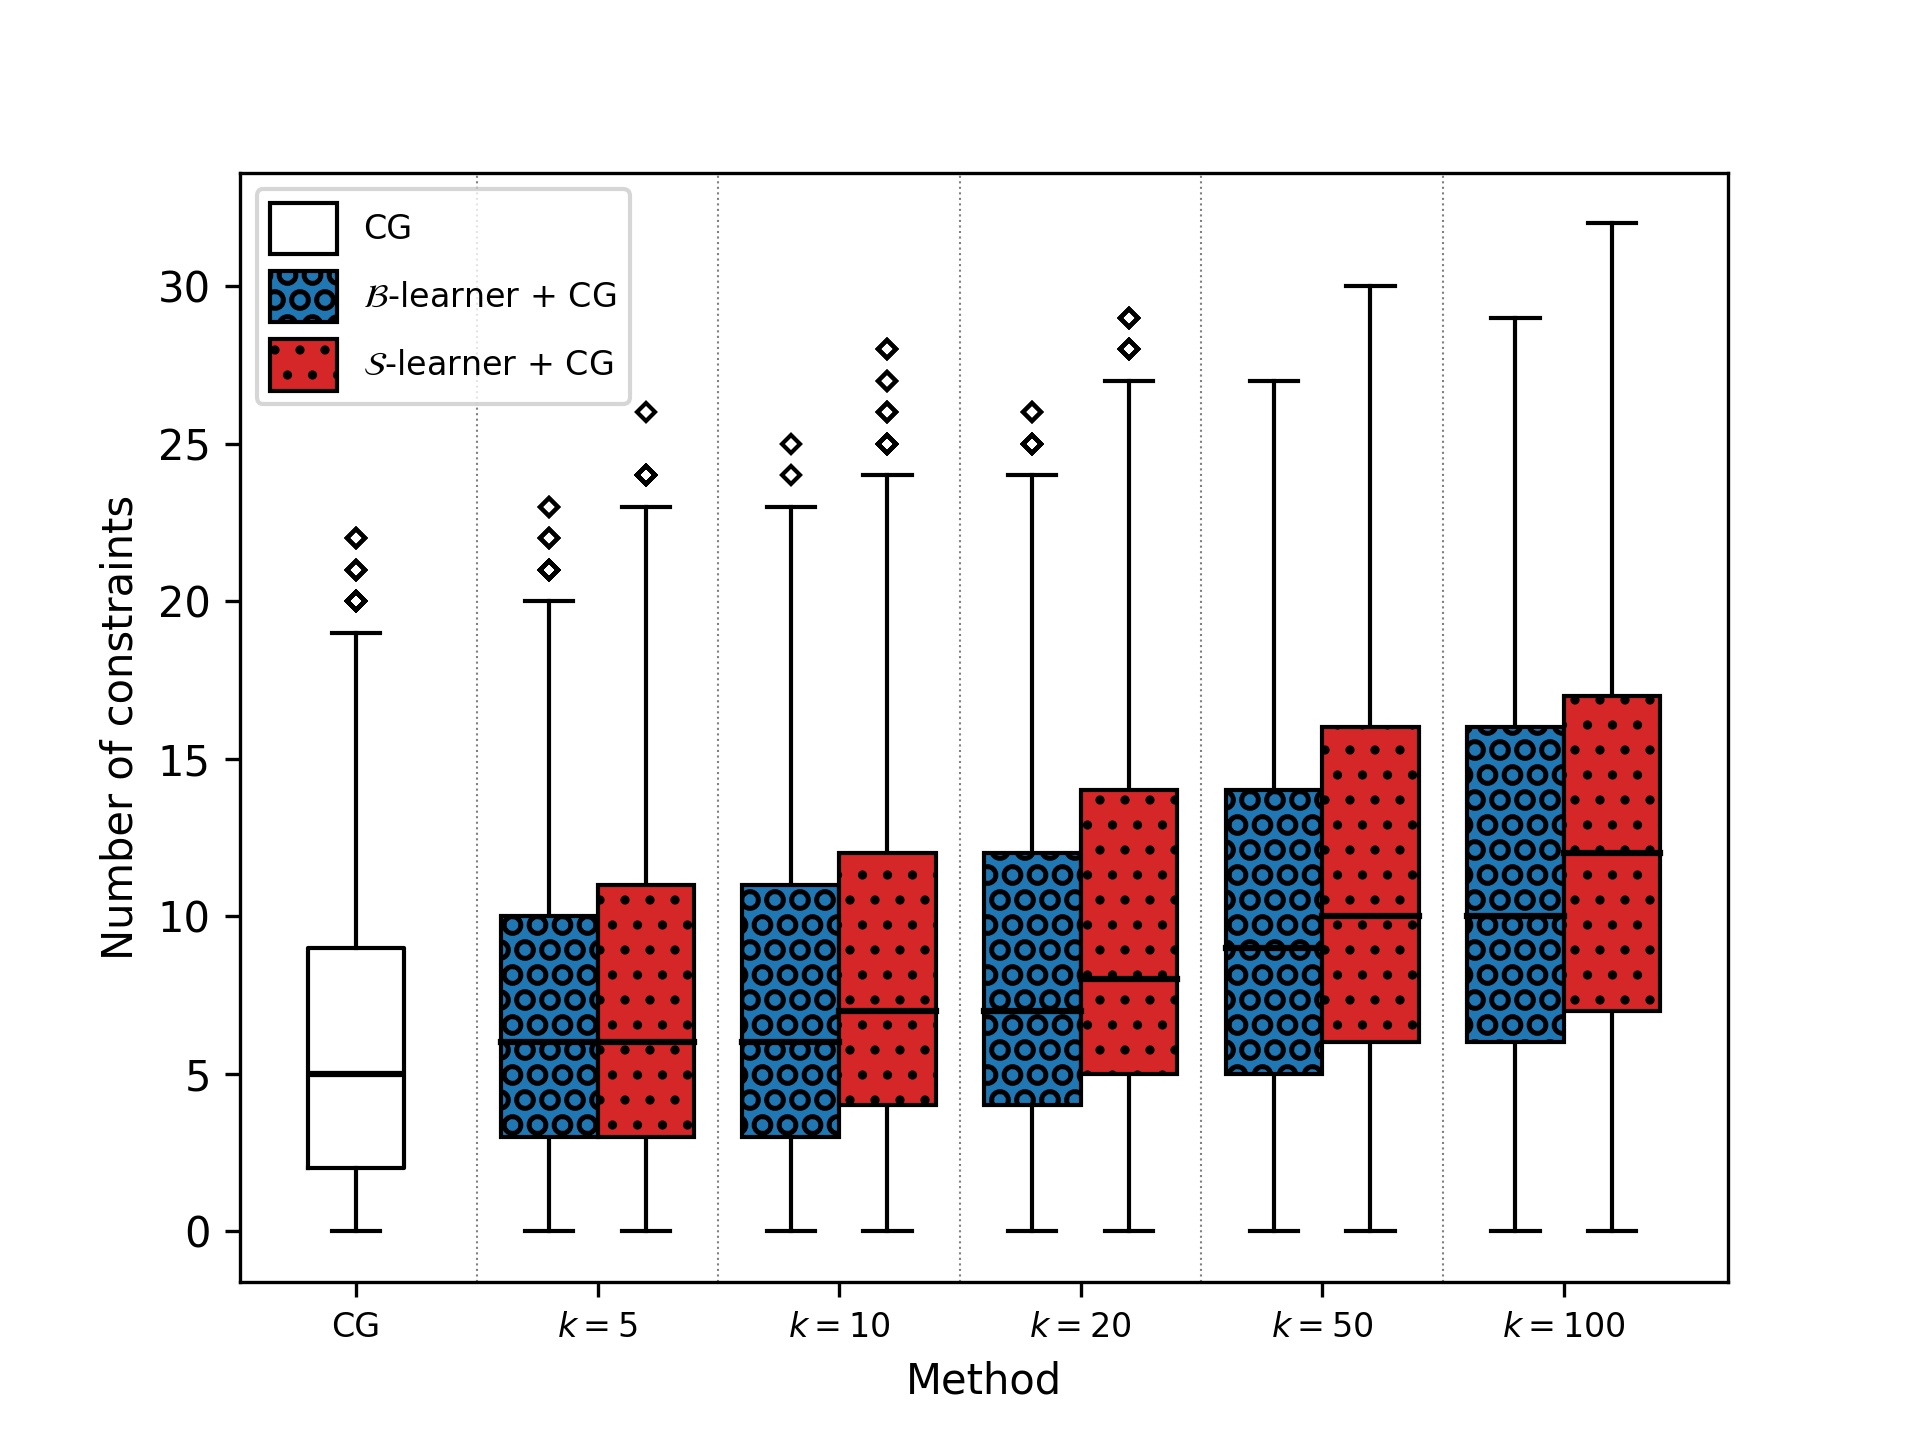 CG
ℬ-learner + CG
𝒮-learner + CG
Number of constraints
30
25
20
15
10
5
0
CG
k = 5
k = 10
k = 20
k = 50
k = 100
Method